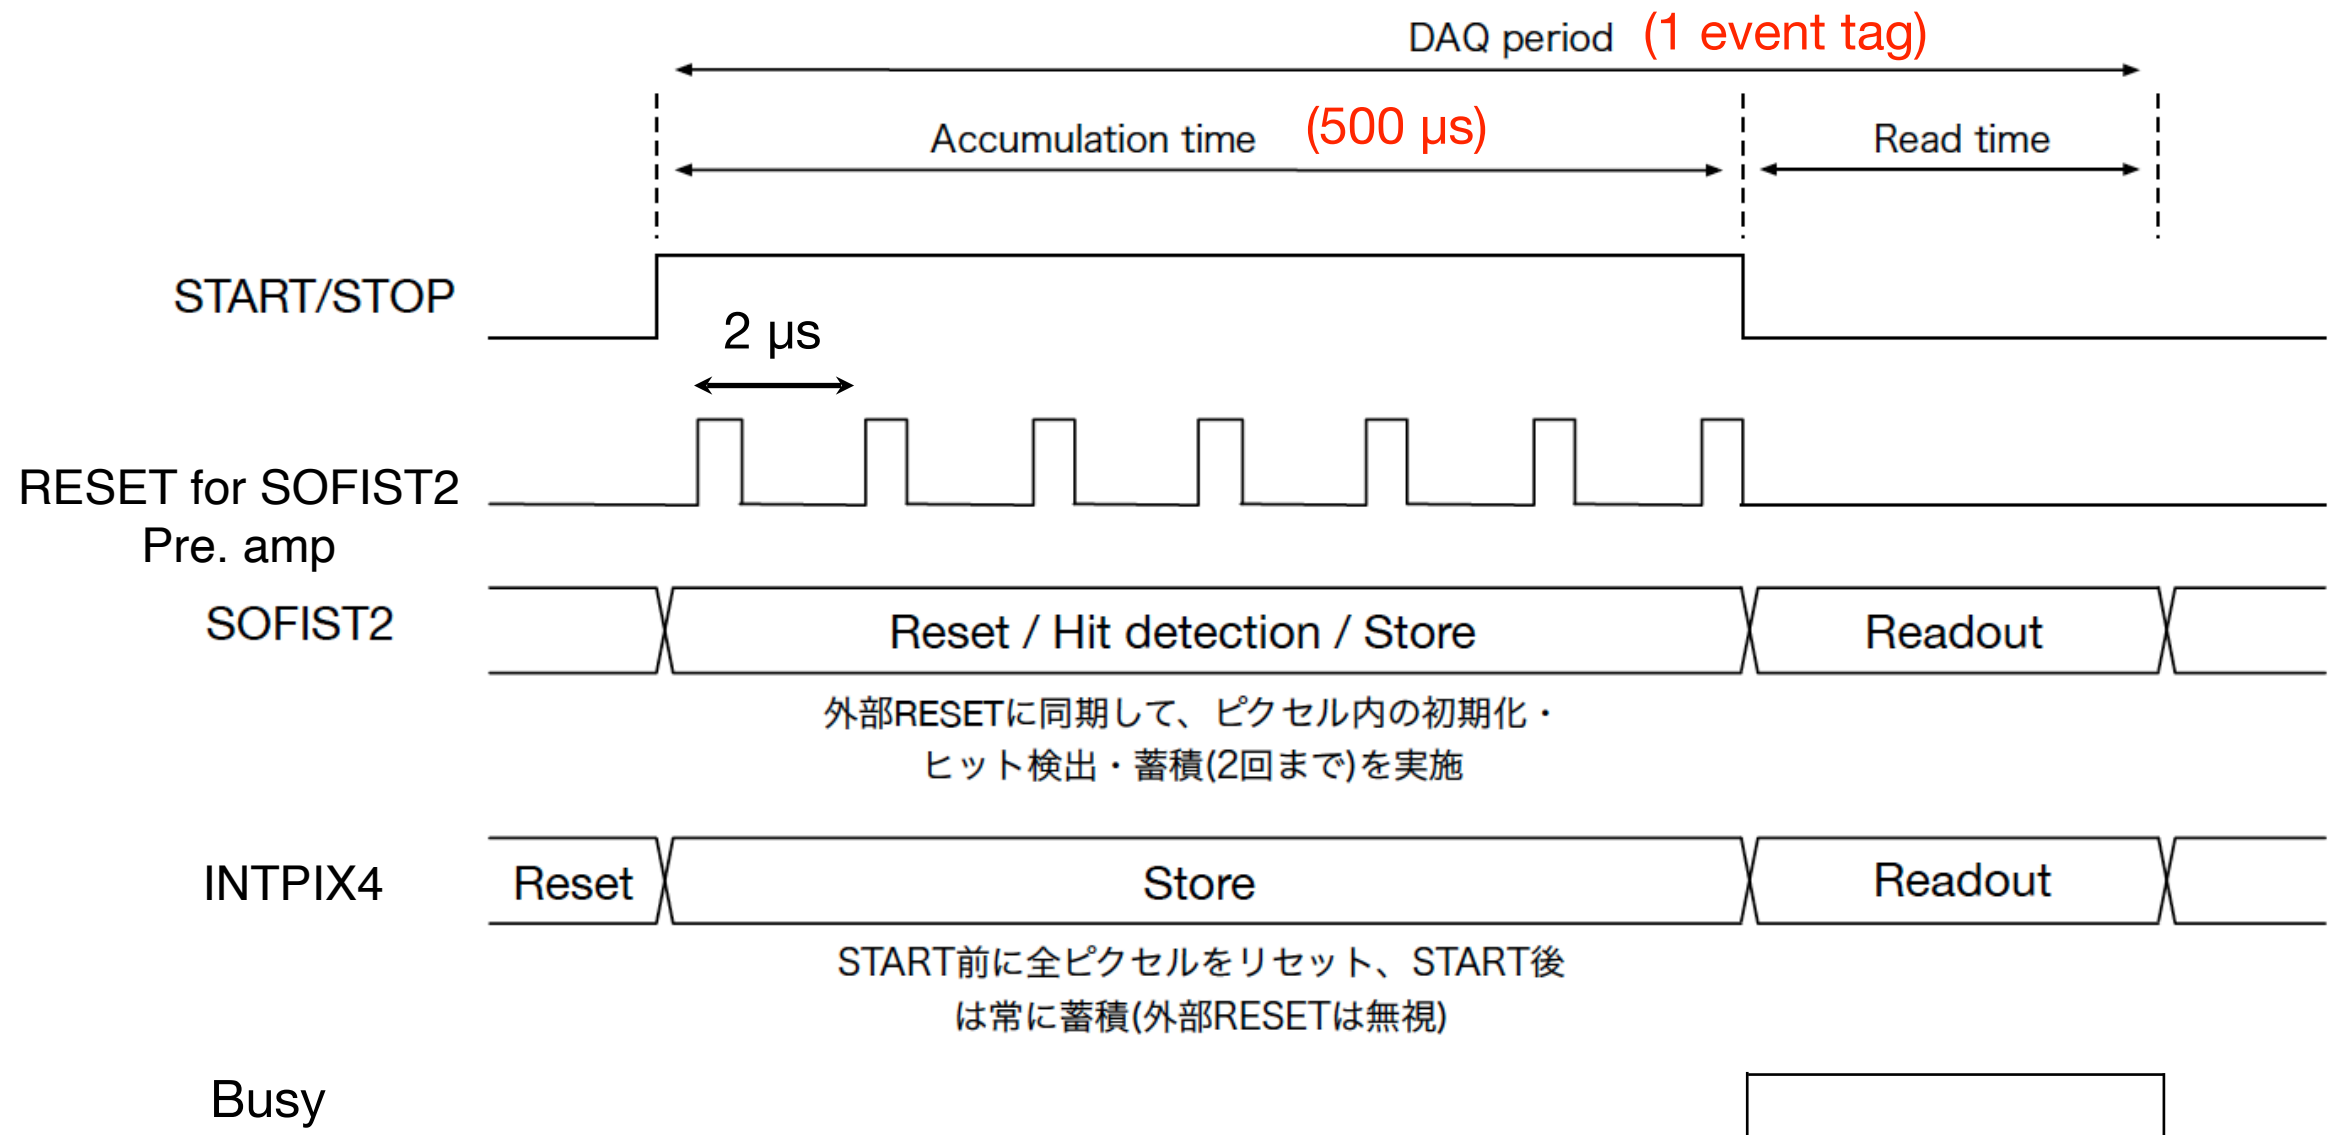 DAQ period (1 event tag)
Accumulation time (500 μs)
Read time
START/STOP
2 μs
RESET for SOFIST2
Pre. amp
SOFIST2
Reset / Hit detection / Store
Readout
外部RESETに同期して、ピクセル内の初期化・
ヒット検出・蓄積(2回まで)を実施
INTPIX4
Reset
Store
Readout
START前に全ピクセルをリセット、START後
は常に蓄積(外部RESETは無視)
Busy